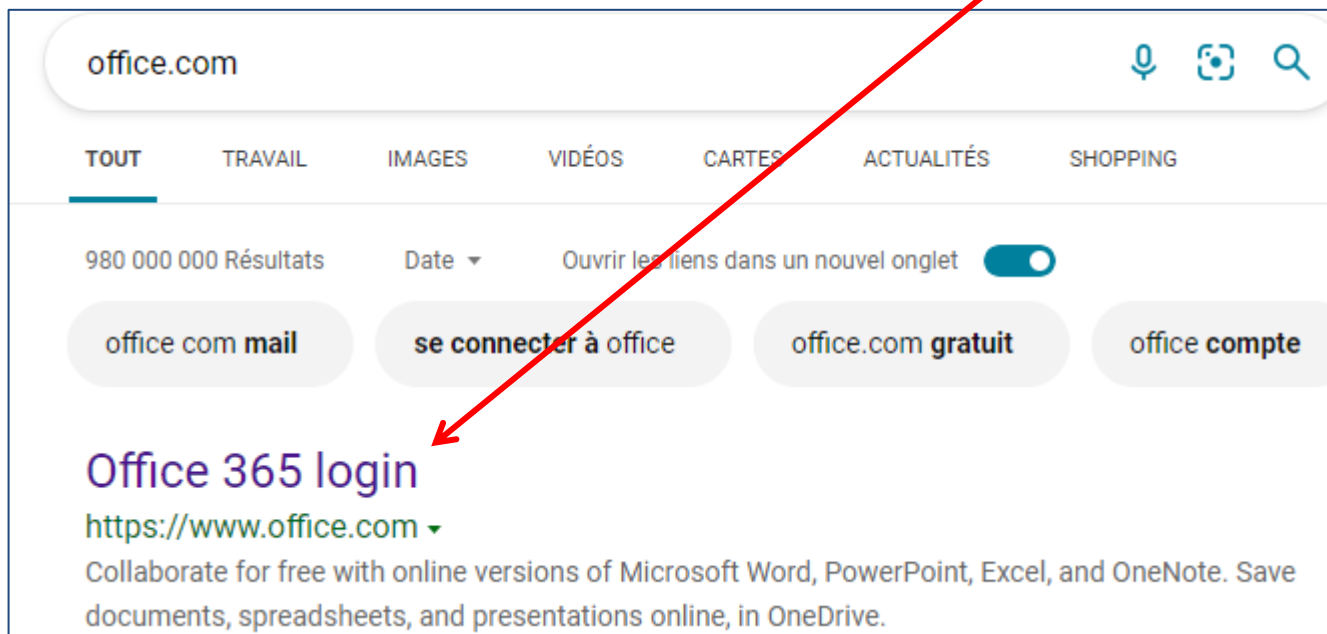 office.com
TOUT TRAVAIL IMAGES VIDÉOS CARTES ACTUALITÉS SHOPPING
980 000 000 Résultats Date Ouvrir les liens dans un nouvel onglet
office com mail se connecter à office office.com gratuit office compte
Office 365 login
https://www.office.com
Collaborate for free with online versions of Microsoft Word, PowerPoint, Excel, and OneNote. Save
documents, spreadsheets, and presentations online, in OneDrive.